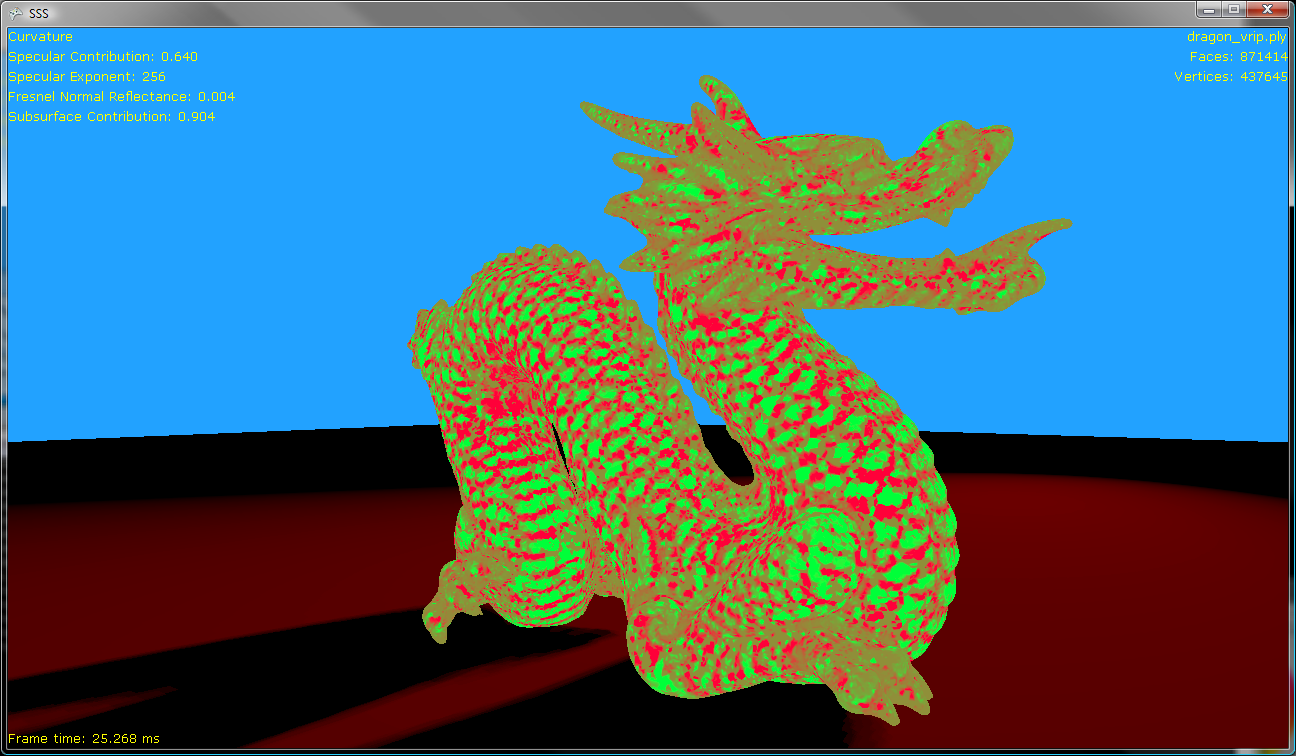 SSS
Curvature
Specular Contribution: 0.640
Specular Exponent: 256
Fresnel Normal Reflectance: 0.004
Subsurface Contribution: 0.904
dragon_vrip.ply
Faces: 871414
Vertices: 437645
Frame time: 25.268 ms